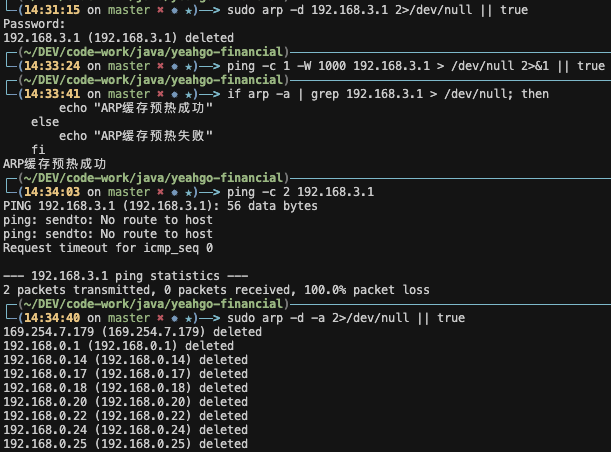 (14:31:15 on master ✖ ✹ ★)——> sudo arp -d 192.168.3.1 2>/dev/null || true
Password:
192.168.3.1 (192.168.3.1) deleted
(~/DEV/code-work/java/yeahgo-financial)
(14:33:24 on master ✖ ✹ ★)——> ping -c 1 -W 1000 192.168.3.1 > /dev/null 2>&1 || true
(~/DEV/code-work/java/yeahgo-financial)
(14:33:41 on master ✖ ✹ ★)——> if arp -a | grep 192.168.3.1 > /dev/null; then
echo "ARP缓存预热成功"
else
echo "ARP缓存预热失败"
fi
ARP缓存预热成功
(~/DEV/code-work/java/yeahgo-financial)
(14:34:03 on master ✖ ✹ ★)——> ping -c 2 192.168.3.1
PING 192.168.3.1 (192.168.3.1): 56 data bytes
ping: sendto: No route to host
ping: sendto: No route to host
Request timeout for icmp_seq 0
--- 192.168.3.1 ping statistics ---
2 packets transmitted, 0 packets received, 100.0% packet loss
(~/DEV/code-work/java/yeahgo-financial)
(14:34:40 on master ✖ ✹ ★)——> sudo arp -d -a 2>/dev/null || true
169.254.7.179 (169.254.7.179) deleted
192.168.0.1 (192.168.0.1) deleted
192.168.0.14 (192.168.0.14) deleted
192.168.0.17 (192.168.0.17) deleted
192.168.0.18 (192.168.0.18) deleted
192.168.0.20 (192.168.0.20) deleted
192.168.0.22 (192.168.0.22) deleted
192.168.0.24 (192.168.0.24) deleted
192.168.0.25 (192.168.0.25) deleted